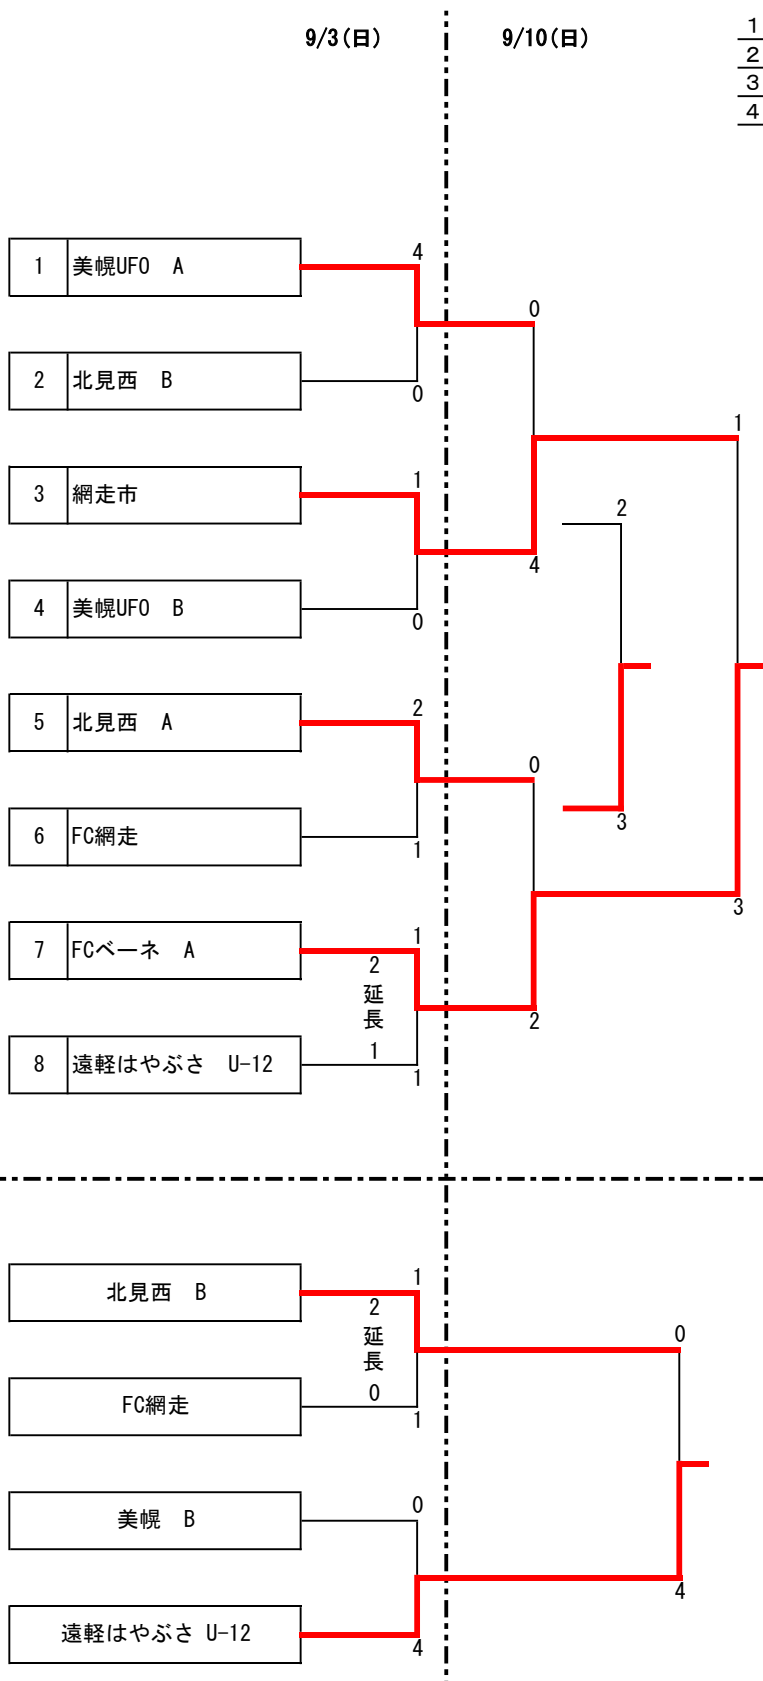 9/3(日)
9/10(日)
1
2
3
4
1 美幌UFO A
4
0
2 北見西 B
0
3 網走市
1
1
2
4
4 美幌UFO B
0
5 北見西 A
2
0
3
6 FC網走
1
3
7 FCベーネ A
1
2
延
長
2
1
8 遠軽はやぶさ U-12
1
北見西 B
1
2
延
長
0
0
FC網走
1
美幌 B
0
4
遠軽はやぶさ U-12
4